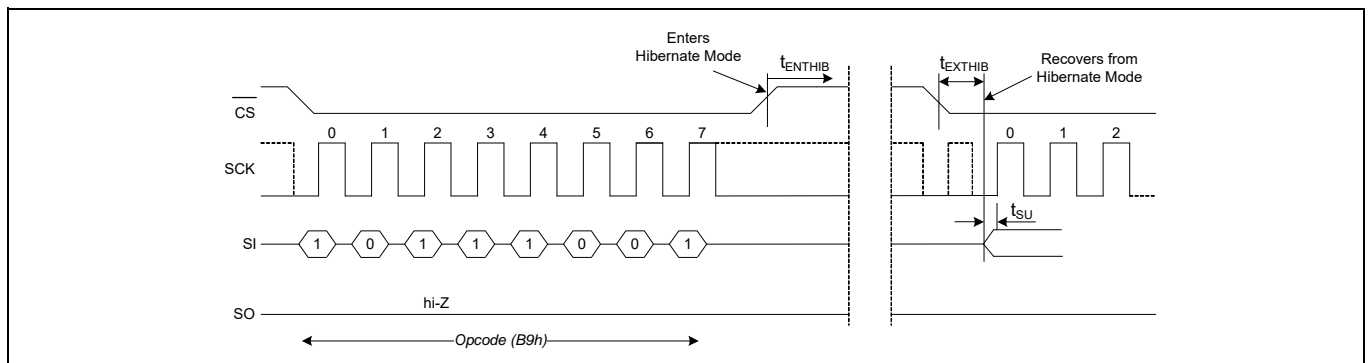 Enters
Hibernate Mode
tENTHIB
tEXTHIB
Recovers from
Hibernate Mode
CS
0 1 2 3 4 5 6 7 0 1 2
SCK
tSU
SI 1 0 1 1 1 0 0 1
hi-Z
SO
Opcode (B9h)